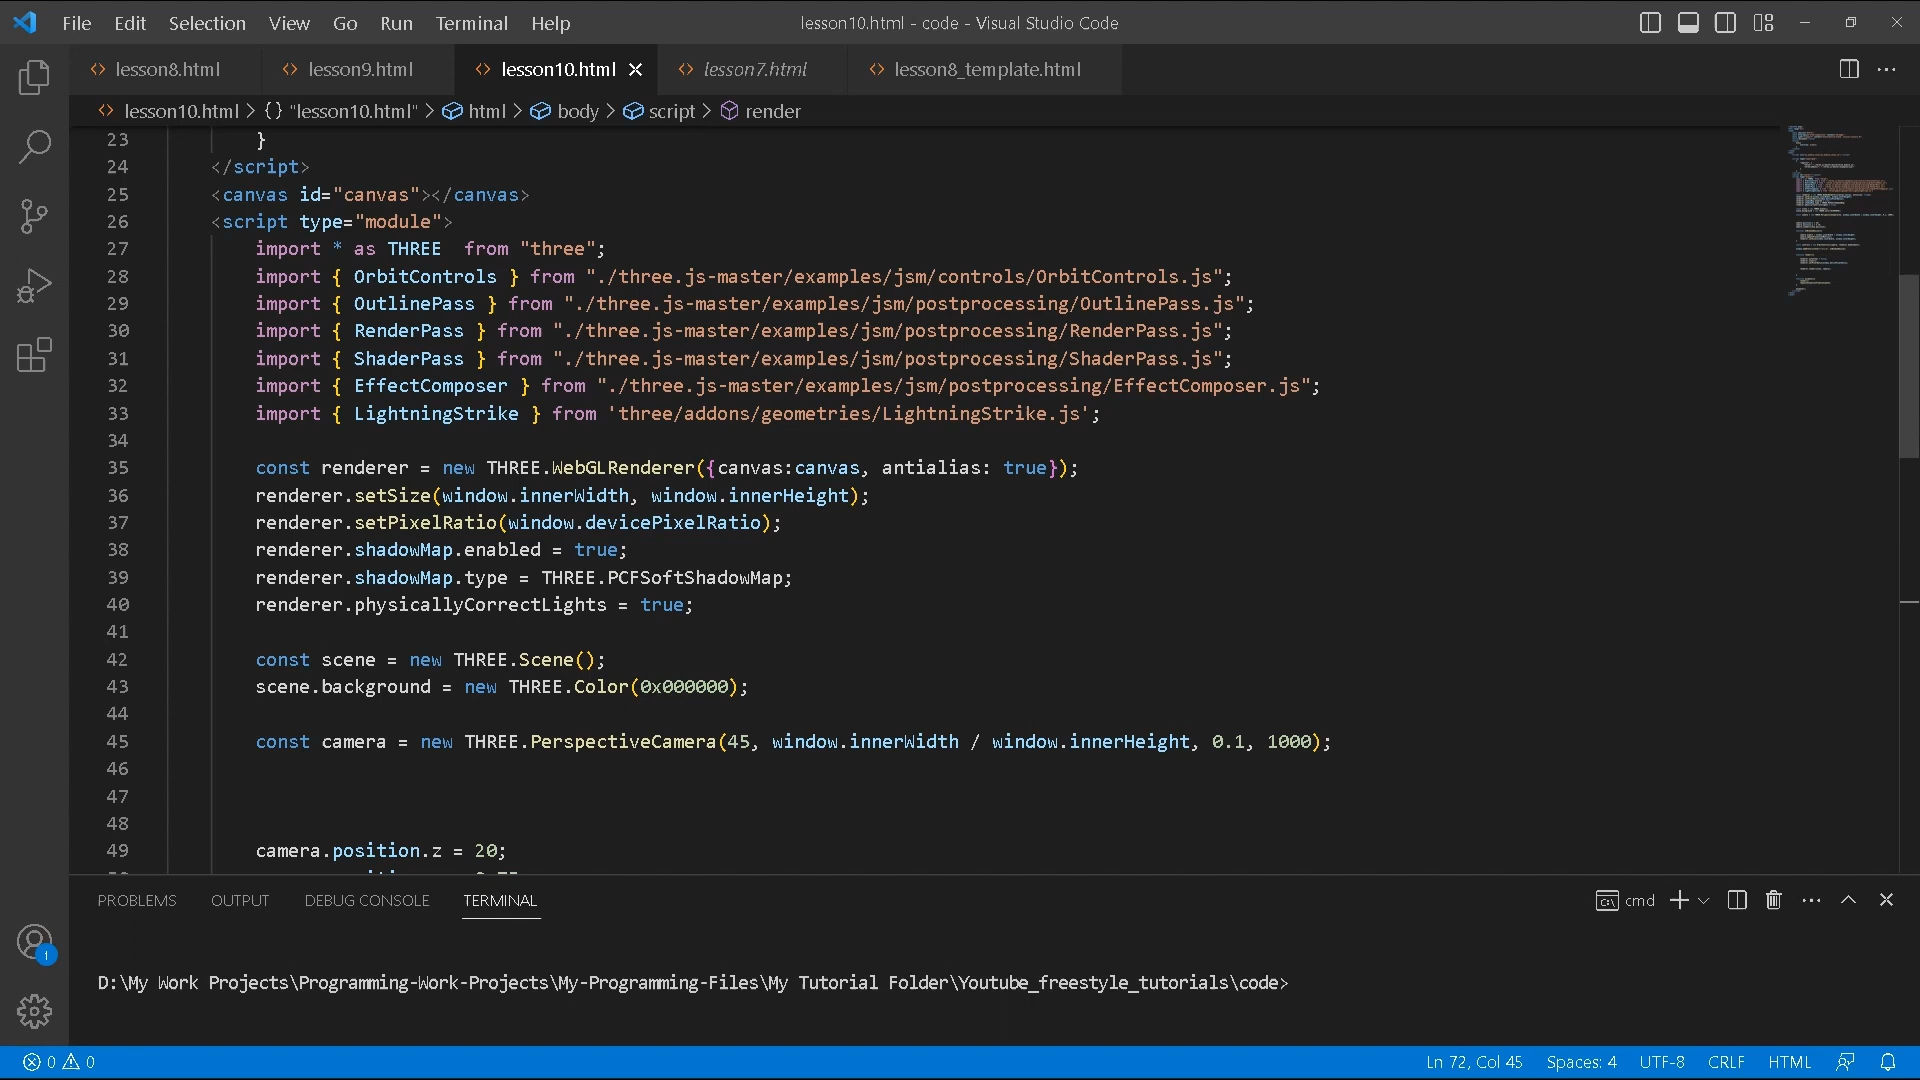 File Edit Selection View Go Run Terminal Help lesson10.html - code - Visual Studio Code
lesson8.html lesson9.html lesson10.html lesson7.html lesson8_template.html
lesson10.html > {} "lesson10.html" > html > body > script > render
23 }
24 </script>
25 <canvas id="canvas"></canvas>
26 <script type="module">
27 import * as THREE  from "three";
28 import { OrbitControls } from "./three.js-master/examples/jsm/controls/OrbitControls.js";
29 import { OutlinePass } from "./three.js-master/examples/jsm/postprocessing/OutlinePass.js";
30 import { RenderPass } from "./three.js-master/examples/jsm/postprocessing/RenderPass.js";
31 import { ShaderPass } from "./three.js-master/examples/jsm/postprocessing/ShaderPass.js";
32 import { EffectComposer } from "./three.js-master/examples/jsm/postprocessing/EffectComposer.js";
33 import { LightningStrike } from 'three/addons/geometries/LightningStrike.js';
34
35 const renderer = new THREE.WebGLRenderer({canvas:canvas, antialias: true});
36 renderer.setSize(window.innerWidth, window.innerHeight);
37 renderer.setPixelRatio(window.devicePixelRatio);
38 renderer.shadowMap.enabled = true;
39 renderer.shadowMap.type = THREE.PCFSoftShadowMap;
40 renderer.physicallyCorrectLights = true;
41
42 const scene = new THREE.Scene();
43 scene.background = new THREE.Color(0x000000);
44
45 const camera = new THREE.PerspectiveCamera(45, window.innerWidth / window.innerHeight, 0.1, 1000);
46
47
48
49 camera.position.z = 20;
PROBLEMS OUTPUT DEBUG CONSOLE TERMINAL cmd
D:\My Work Projects\Programming-Work-Projects\My-Programming-Files\My Tutorial Folder\Youtube_freestyle_tutorials\code>
1
0 0 Ln 72, Col 45 Spaces: 4 UTF-8 CRLF HTML